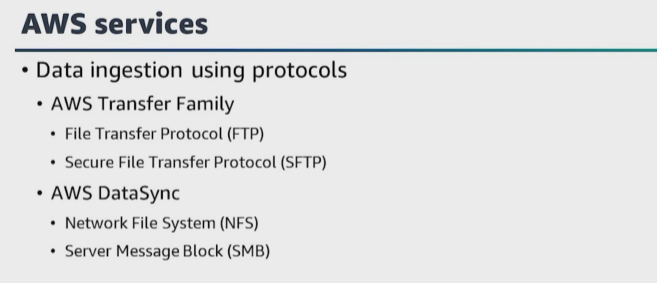 AWS services
• Data ingestion using protocols
• AWS Transfer Family
• File Transfer Protocol (FTP)
• Secure File Transfer Protocol (SFTP)
• AWS DataSync
• Network File System (NFS)
• Server Message Block (SMB)